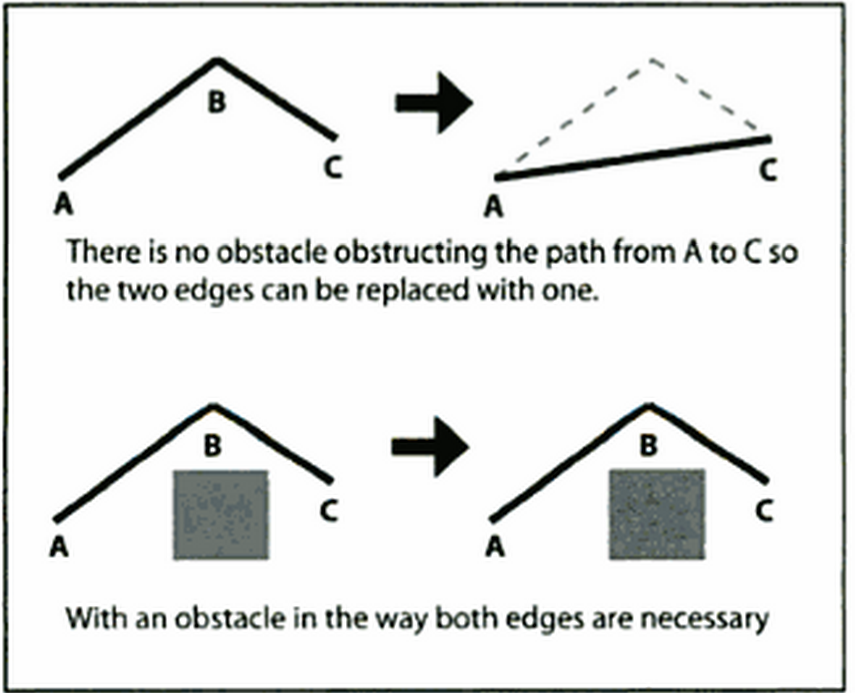 B
C
A
C
A
There is no obstacle obstructing the path from A to C so
the two edges can be replaced with one.
B
C
A
B
C
A
With an obstacle in the way both edges are necessary